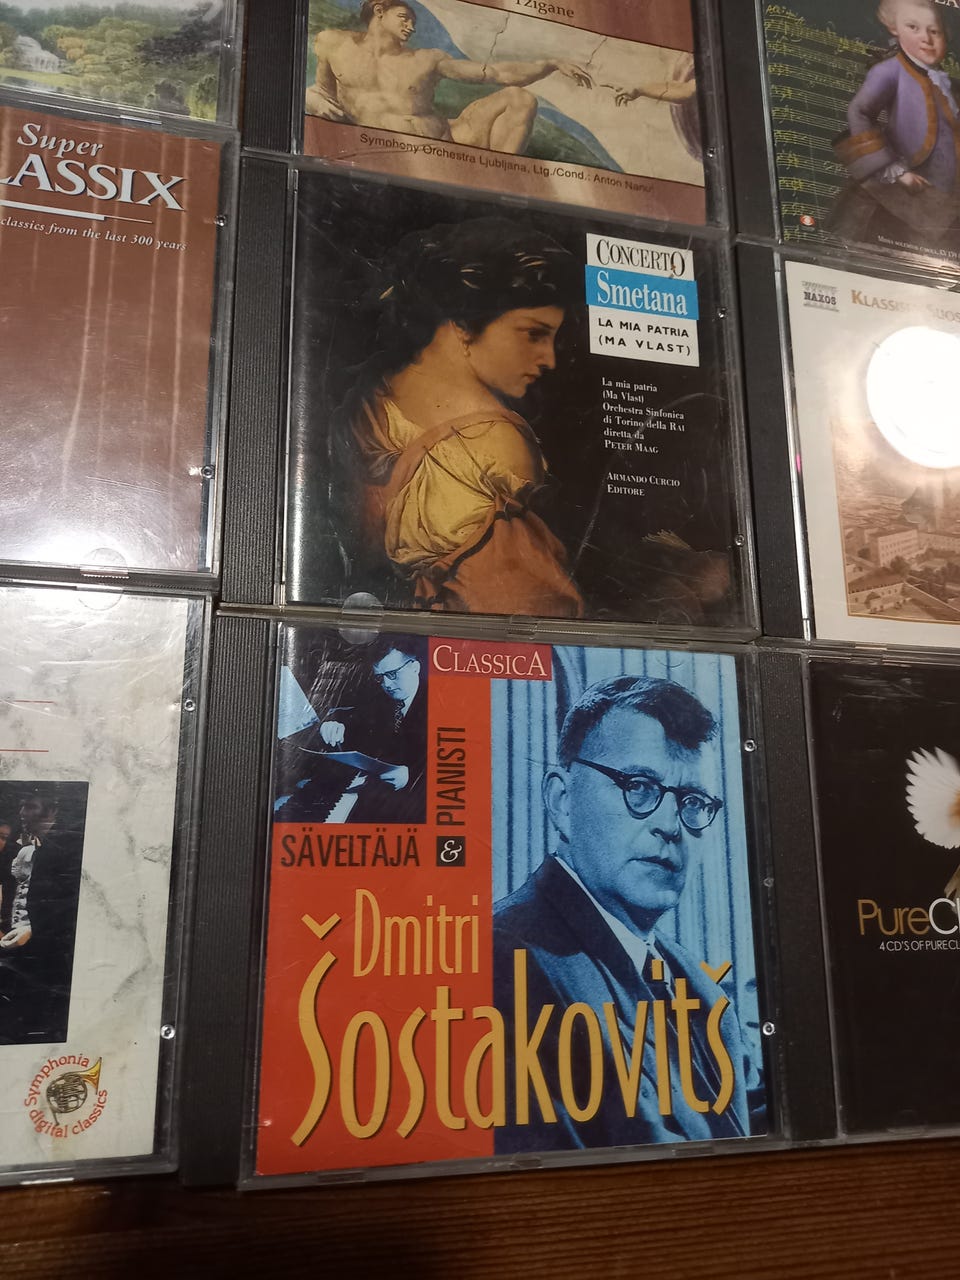 Tzigane
Symphony Orchestra Ljubljana, Ltg./Cond.: Anton Nanut
Super
LASSIX
classics from the last 300 years
CONCERTO
Smetana
LA MIA PATRIA
(MA VLAST)
La mia patria
(Ma Vlast)
Orchestra Sinfonica
di Torino della RAI
diretta da
PETER MAAG
ARMANDO CURCIO
EDITORE
NAXOS
CLASSICA
SÄVELTÄJÄ
&
PIANISTI
Dmitri
Šostakovitš
Symphonia
digital classics
PureCl
4 CD'S OF PURE CL